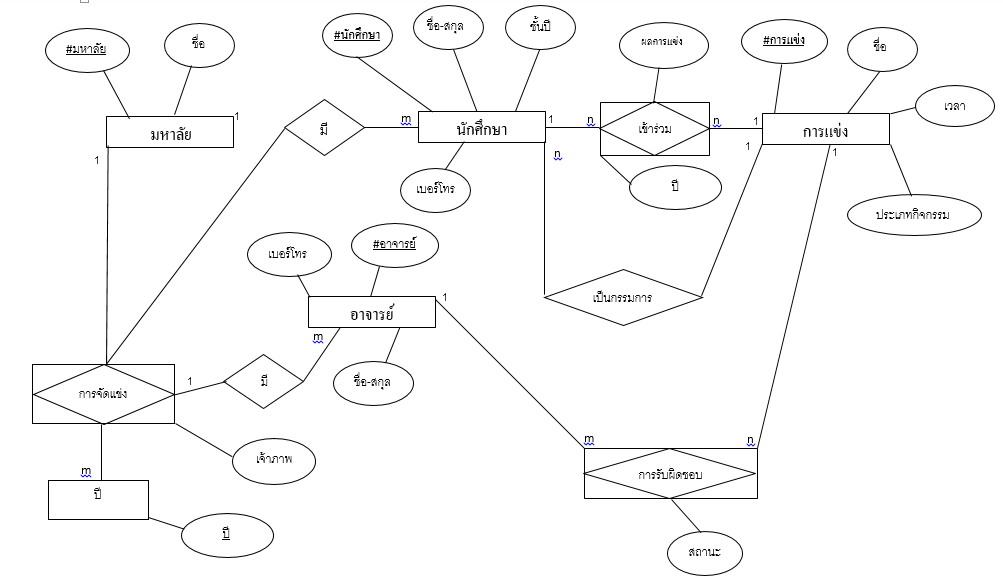 #มหาลัย
ชื่อ
#นักศึกษา
ชื่อ-สกุล
ชั้นปี
ผลการแข่ง
#การแข่ง
ชื่อ
เวลา
มหาลัย
1
1
มี
m
นักศึกษา
1
n
เข้าร่วม
n
1
การแข่ง
n
1
1
เบอร์โทร
ปี
ประเภทกิจกรรม
เบอร์โทร
#อาจารย์
เป็นกรรมการ
อาจารย์
1
m
ชื่อ-สกุล
การจัดแข่ง
1
มี
m
n
เจ้าภาพ
m
ปี
ปี
การรับผิดชอบ
สถานะ